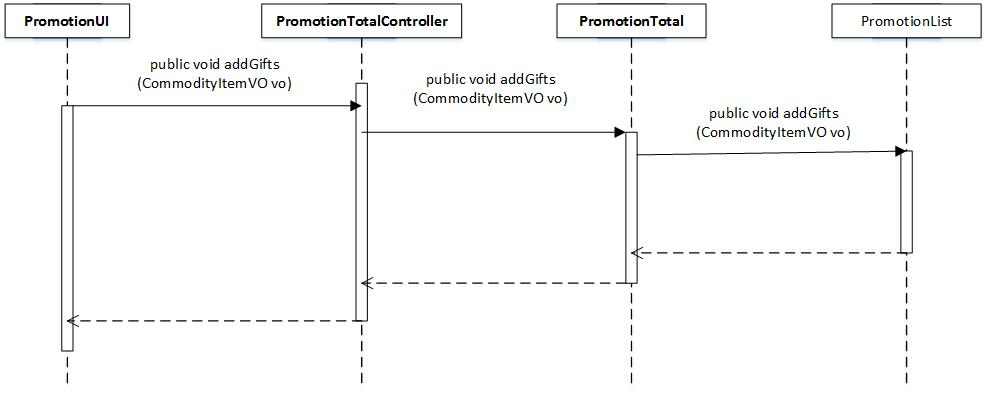 PromotionUI
PromotionTotalController
PromotionTotal
PromotionList
public void addGifts
(CommodityItemVO vo)
public void addGifts
(CommodityItemVO vo)
public void addGifts
(CommodityItemVO vo)